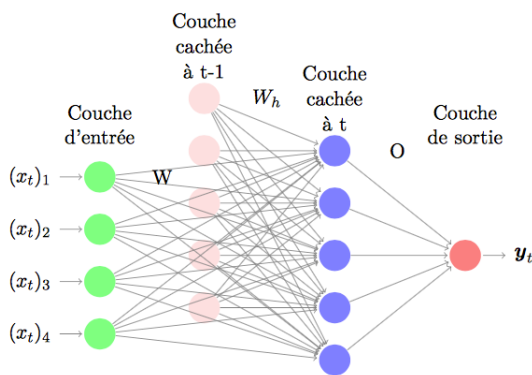 Couche
cachée
à t-1
W_h
Couche
cachée
à t
Couche
d'entrée
Couche
de sortie
W
O
(x_t)_1
(x_t)_2
(x_t)_3
(x_t)_4
y_t